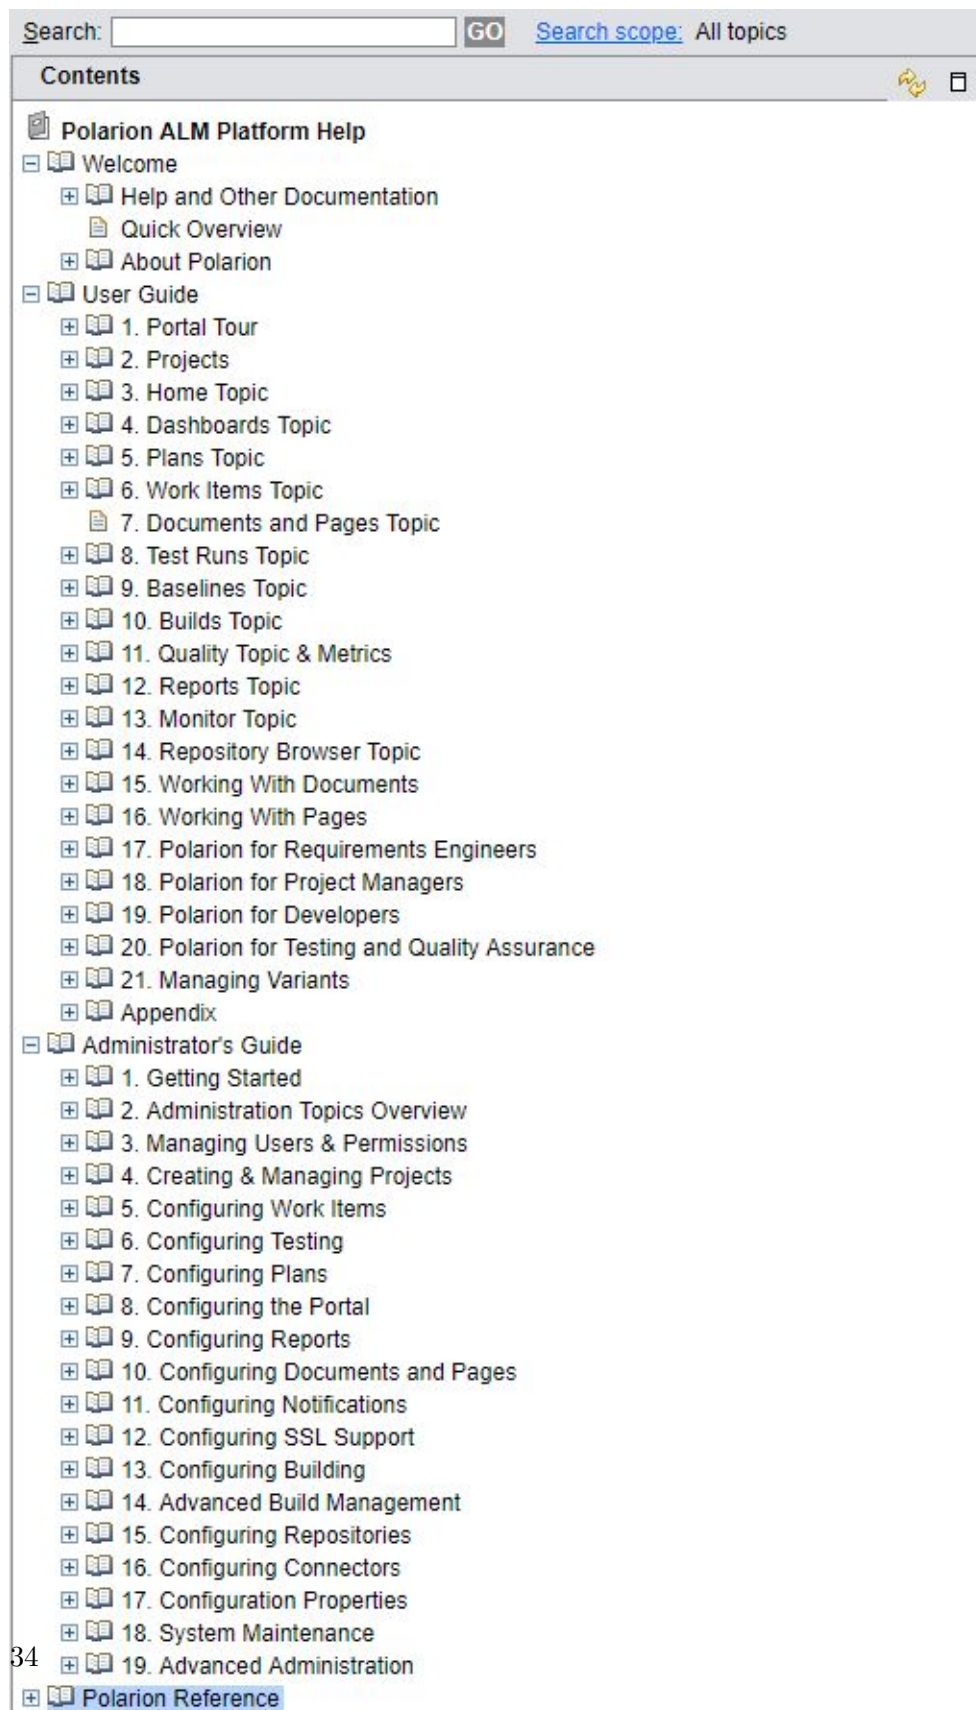 Search: GO Search scope: All topics
Contents
Polarion ALM Platform Help
Welcome
Help and Other Documentation
Quick Overview
About Polarion
User Guide
1. Portal Tour
2. Projects
3. Home Topic
4. Dashboards Topic
5. Plans Topic
6. Work Items Topic
7. Documents and Pages Topic
8. Test Runs Topic
9. Baselines Topic
10. Builds Topic
11. Quality Topic & Metrics
12. Reports Topic
13. Monitor Topic
14. Repository Browser Topic
15. Working With Documents
16. Working With Pages
17. Polarion for Requirements Engineers
18. Polarion for Project Managers
19. Polarion for Developers
20. Polarion for Testing and Quality Assurance
21. Managing Variants
Appendix
Administrator's Guide
1. Getting Started
2. Administration Topics Overview
3. Managing Users & Permissions
4. Creating & Managing Projects
5. Configuring Work Items
6. Configuring Testing
7. Configuring Plans
8. Configuring the Portal
9. Configuring Reports
10. Configuring Documents and Pages
11. Configuring Notifications
12. Configuring SSL Support
13. Configuring Building
14. Advanced Build Management
15. Configuring Repositories
16. Configuring Connectors
17. Configuration Properties
18. System Maintenance
34
19. Advanced Administration
Polarion Reference